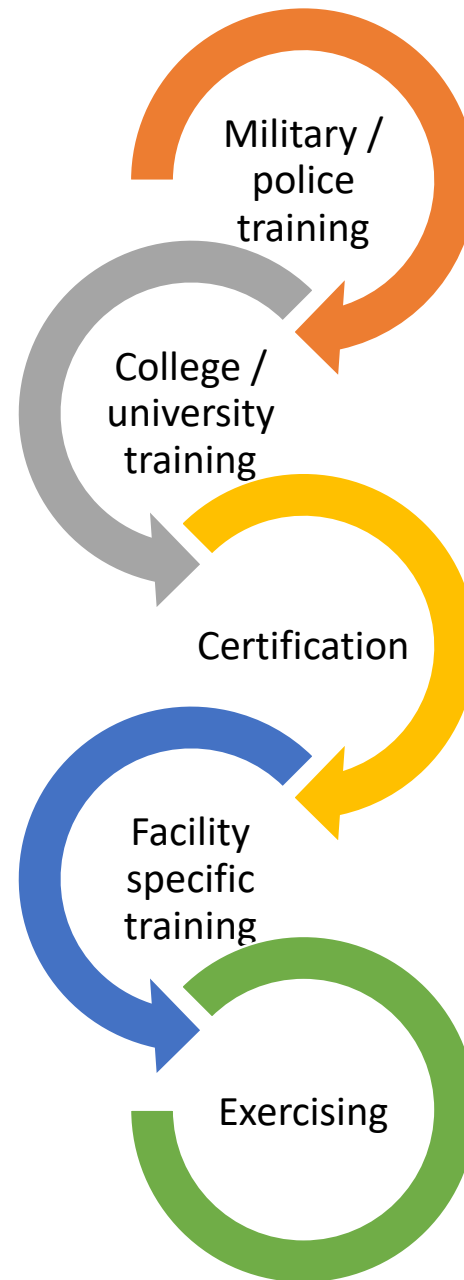 Military /
police
training
College /
university
training
Certification
Facility
specific
training
Exercising